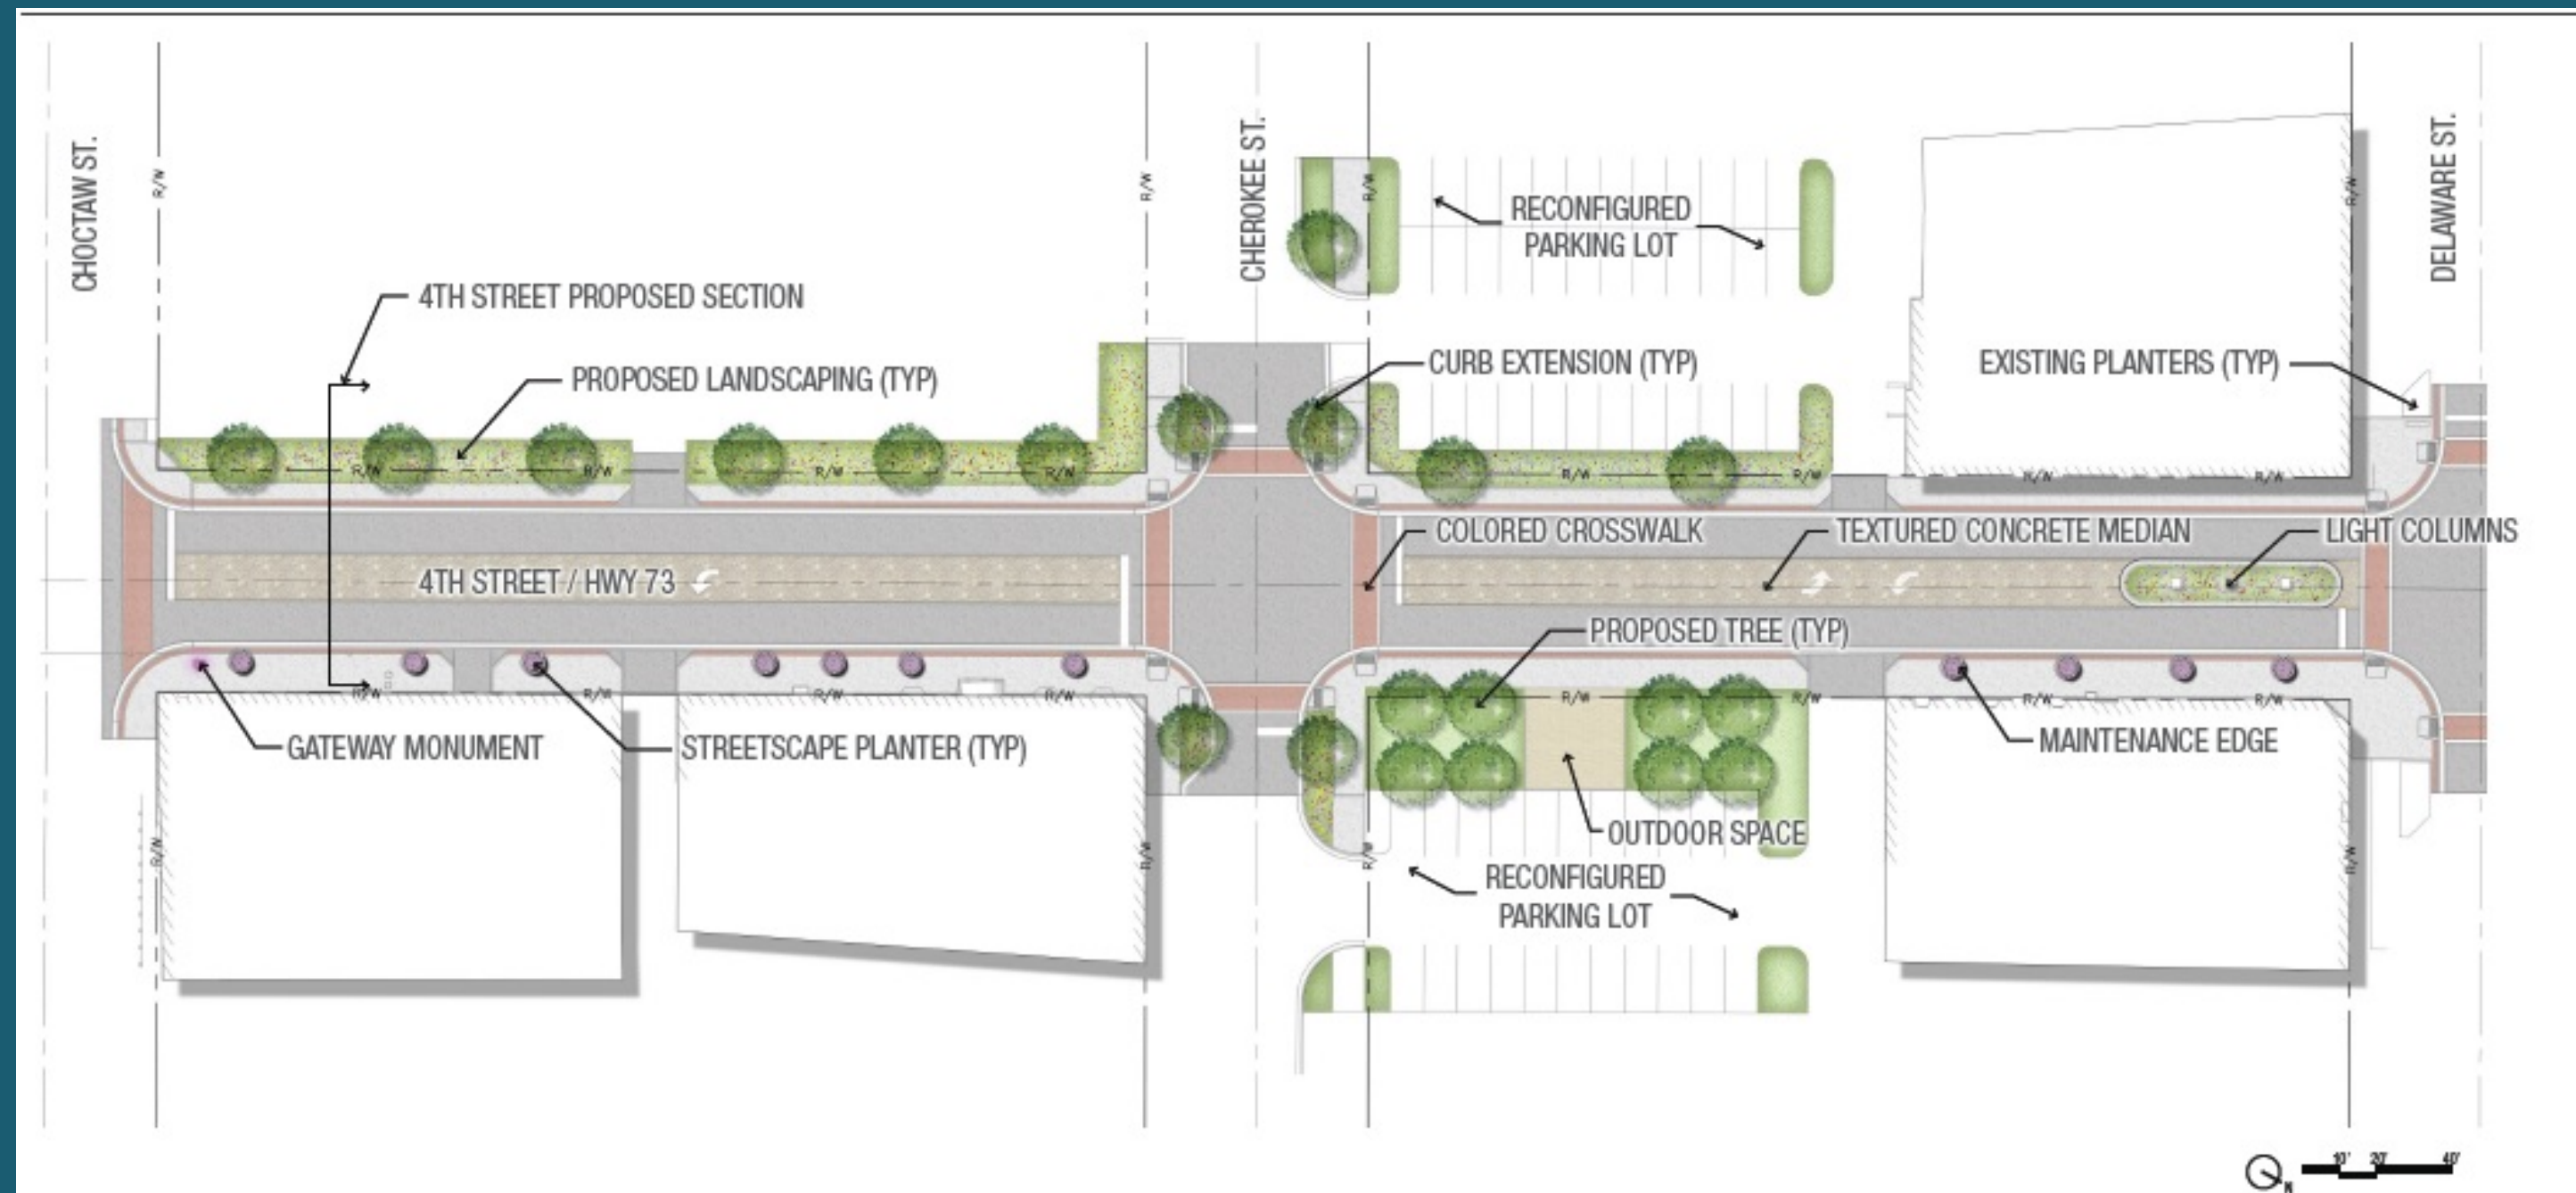 CHOCTAW ST.
CHEROKEE ST.
DELAWARE ST.
R/W
R/W
R/W
R/W
RECONFIGURED
PARKING LOT
4TH STREET PROPOSED SECTION
PROPOSED LANDSCAPING (TYP)
CURB EXTENSION (TYP)
EXISTING PLANTERS (TYP)
R/W
R/W
R/W
R/W
R/W
R/W
R/W
R/W
COLORED CROSSWALK
TEXTURED CONCRETE MEDIAN
LIGHT COLUMNS
4TH STREET / HWY 73
PROPOSED TREE (TYP)
R/W
R/W
R/W
R/W
R/W
R/W
R/W
R/W
GATEWAY MONUMENT
STREETSCAPE PLANTER (TYP)
MAINTENANCE EDGE
OUTDOOR SPACE
R/W
R/W
R/W
R/W
RECONFIGURED
PARKING LOT
N
10' 20' 40'